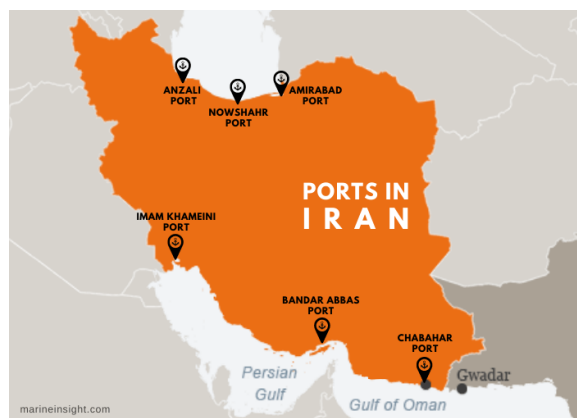 ANZALI
PORT
NOWSHAHR
PORT
AMIRABAD
PORT
PORTS IN
IRAN
IMAM KHAMEINI
PORT
BANDAR ABBAS
PORT
CHABAHAR
PORT
Gwadar
Persian
Gulf
Gulf of Oman
marineinsight.com